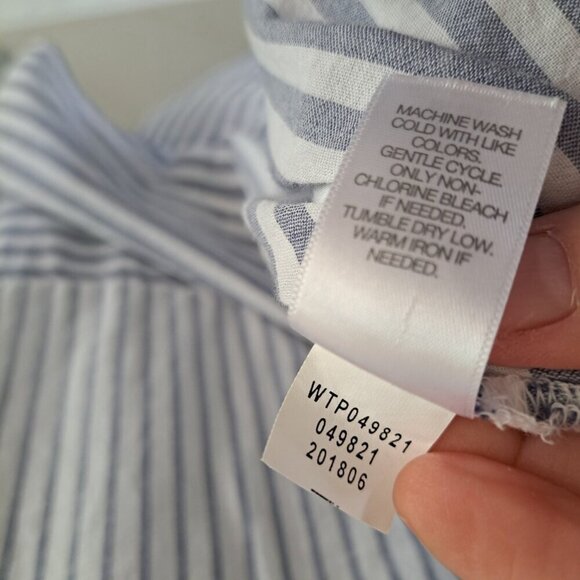 MACHINE WASH
COLD WITH LIKE
COLORS.
GENTLE CYCLE.
ONLY NON-
CHLORINE BLEACH
IF NEEDED.
TUMBLE DRY LOW.
WARM IRON IF
NEEDED.
WTP049821
049821
201806